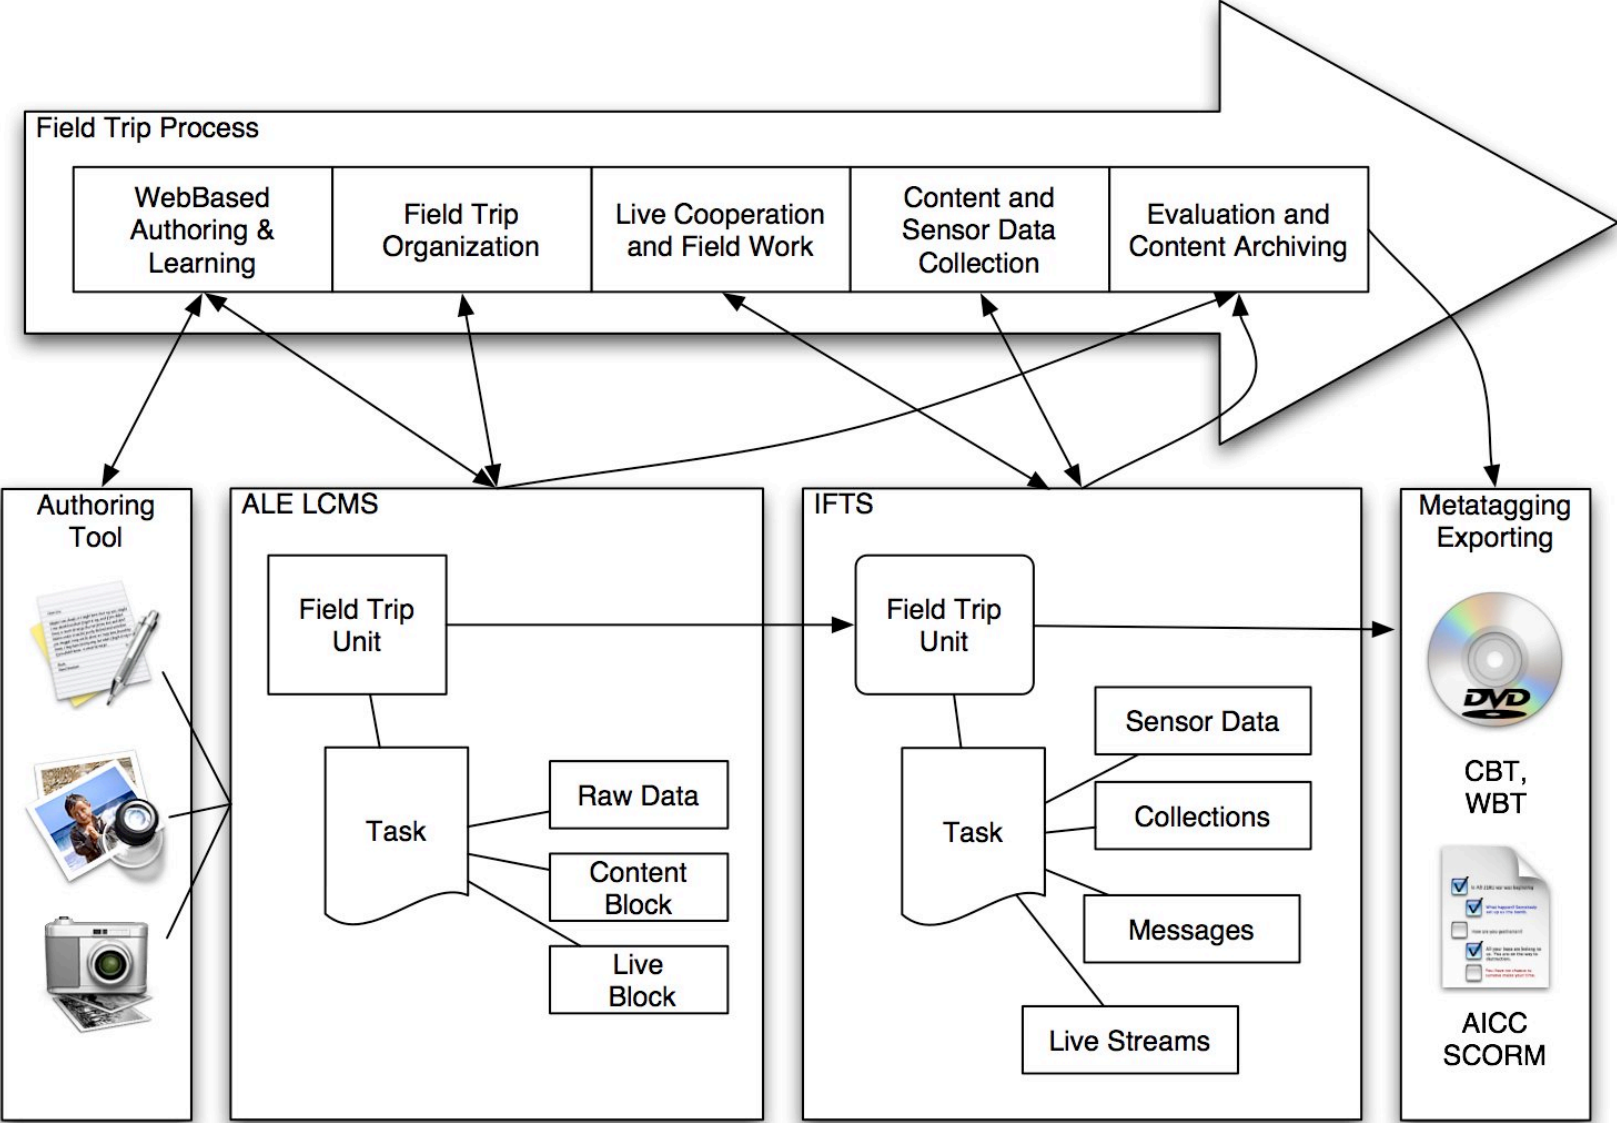 Field Trip Process
WebBased
Authoring &
Learning
Field Trip
Organization
Live Cooperation
and Field Work
Content and
Sensor Data
Collection
Evaluation and
Content Archiving
Authoring
Tool
ALE LCMS
Field Trip
Unit
Task
Raw Data
Content
Block
Live
Block
IFTS
Field Trip
Unit
Task
Sensor Data
Collections
Messages
Live Streams
Metatagging
Exporting
DVD
CBT,
WBT
AICC
SCORM